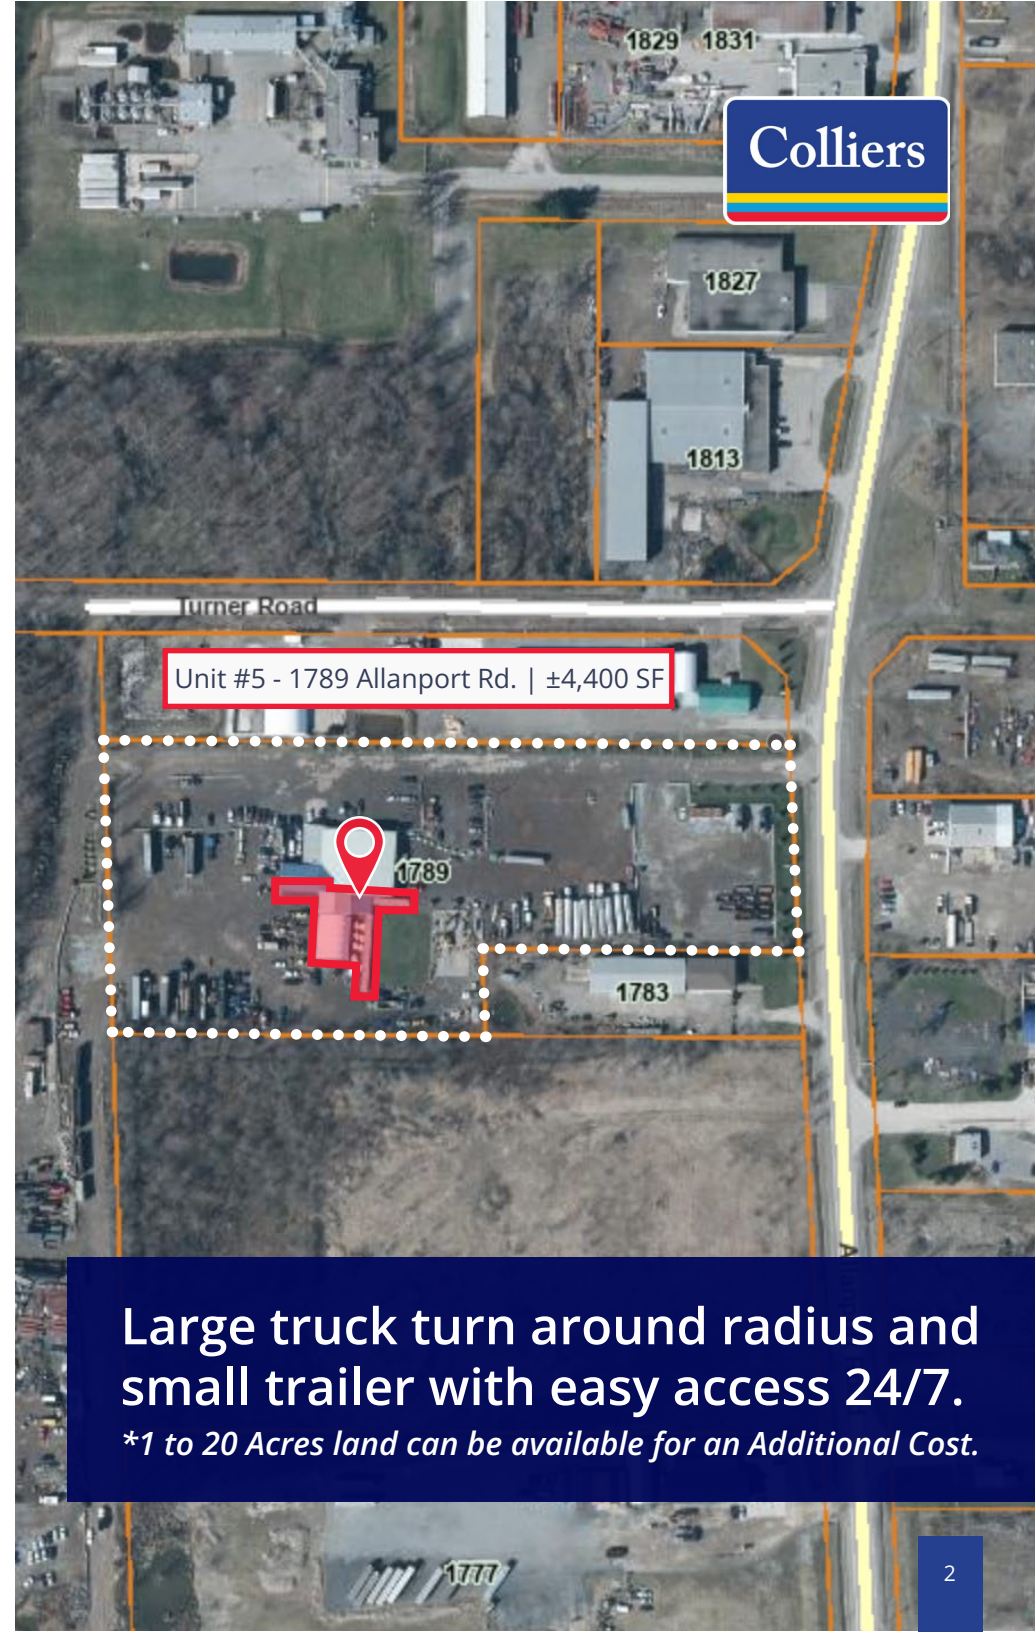 1829 1831
Colliers
1827
1813
Turner Road
Unit #5 - 1789 Allanport Rd. | ±4,400 SF
1789
1783
Large truck turn around radius and
small trailer with easy access 24/7.
*1 to 20 Acres land can be available for an Additional Cost.
1777
2